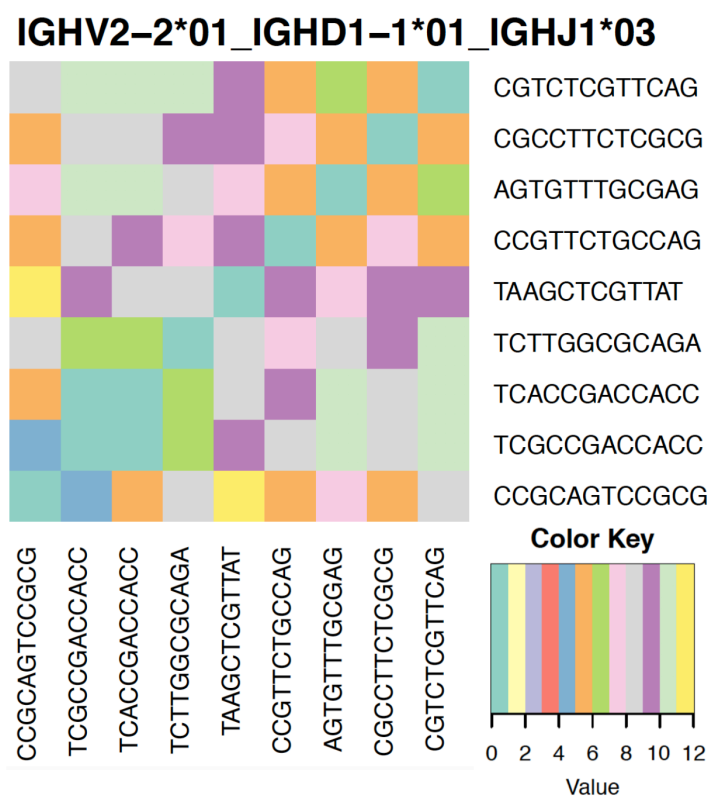 IGHV2−2*01_IGHD1−1*01_IGHJ1*03
CGTCTCGTTCAG
CGCCTTCTCGCG
AGTGTTTGCGAG
CCGTTCTGCCAG
TAAGCTCGTTAT
TCTTGGCGCAGA
TCACCGACCACC
TCGCCGACCACC
CCGCAGTCCGCG
CCGCAGTCCGCG
TCGCCGACCACC
TCACCGACCACC
TCTTGGCGCAGA
TAAGCTCGTTAT
CCGTTCTGCCAG
AGTGTTTGCGAG
CGCCTTCTCGCG
CGTCTCGTTCAG
Color Key
0 2 4 6 8 10 12
Value